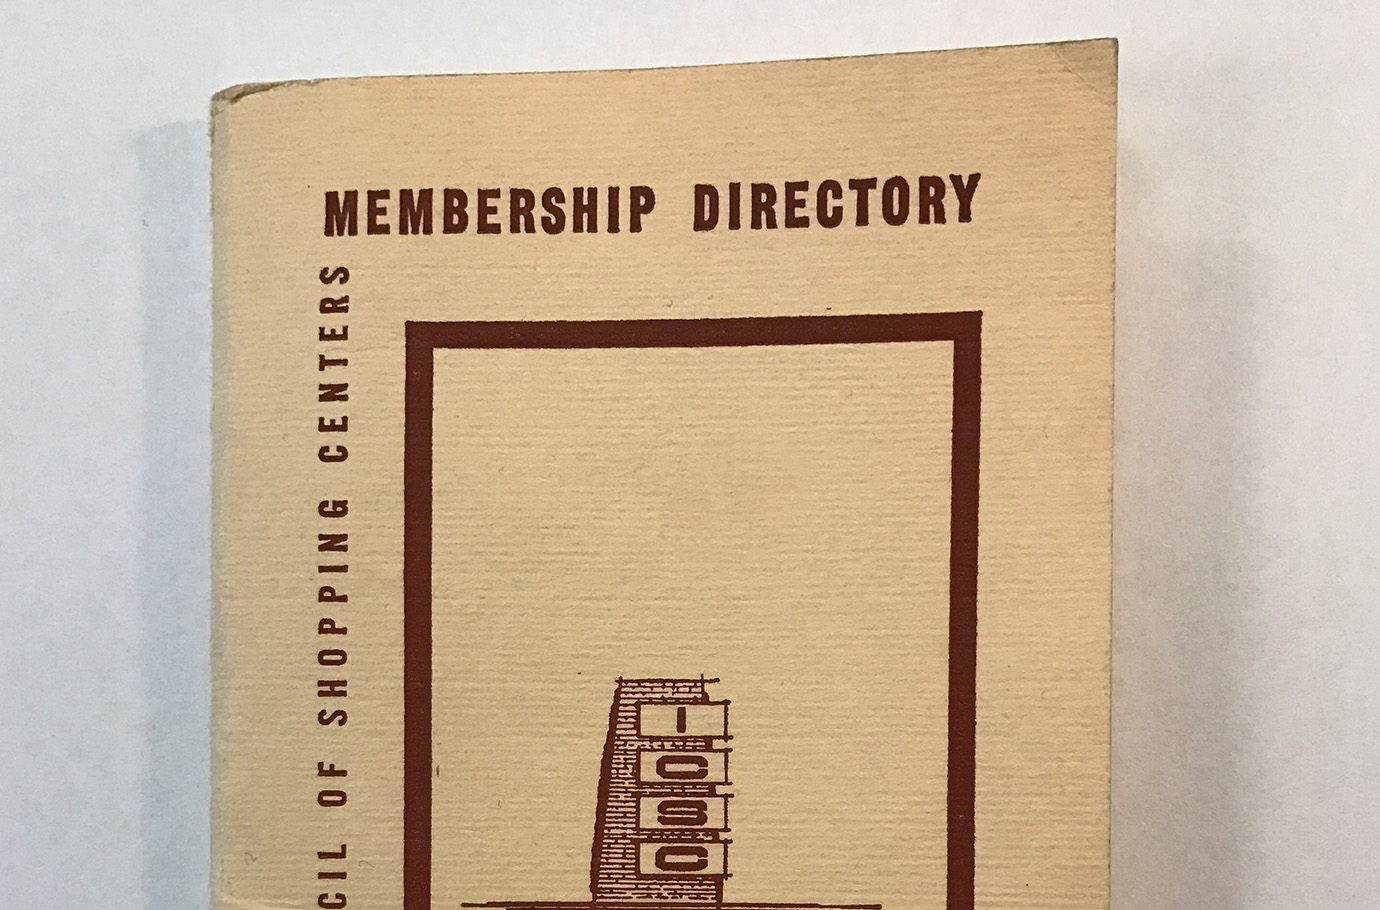 MEMBERSHIP DIRECTORY
CIL OF SHOPPING CENTERS
I
C
S
C